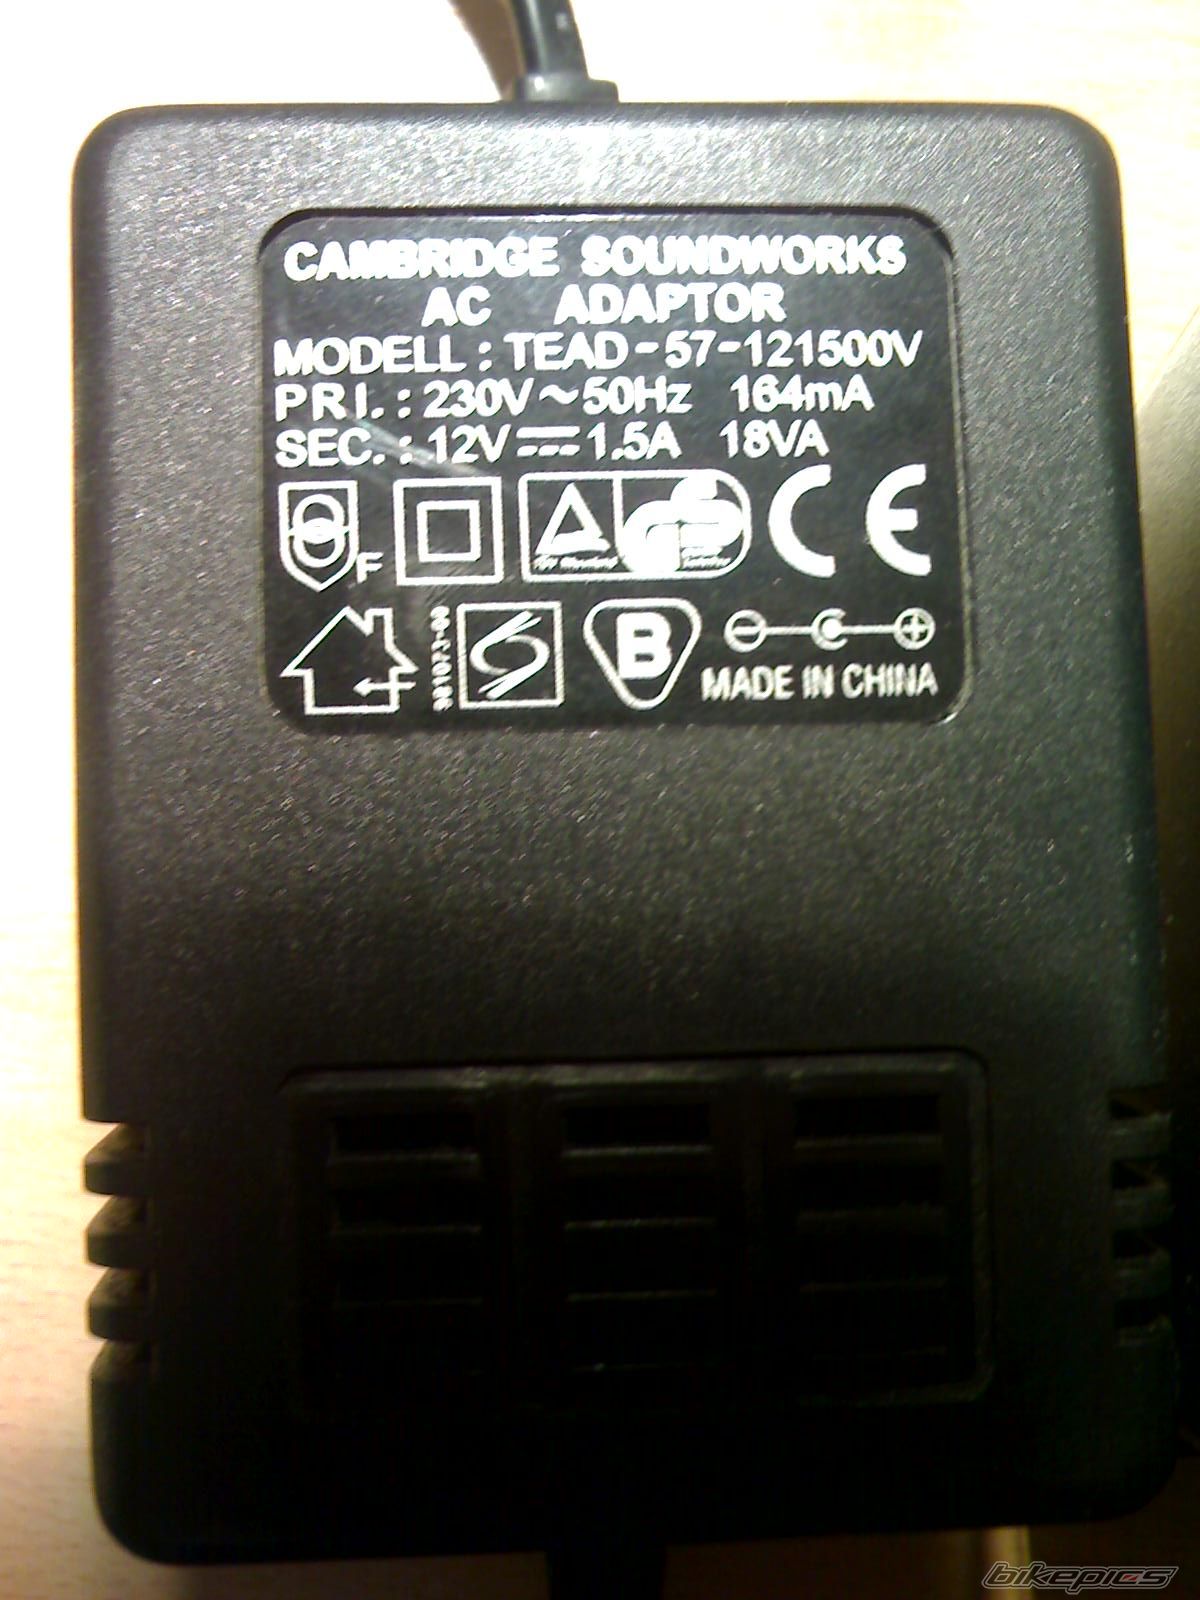 CAMBRIDGE SOUNDWORKS
AC ADAPTOR
MODELL : TEAD-57-121500V
PRI. : 230V~50Hz 164mA
SEC. : 12V⎓1.5A 18VA
F
CE
B
MADE IN CHINA
bikepics